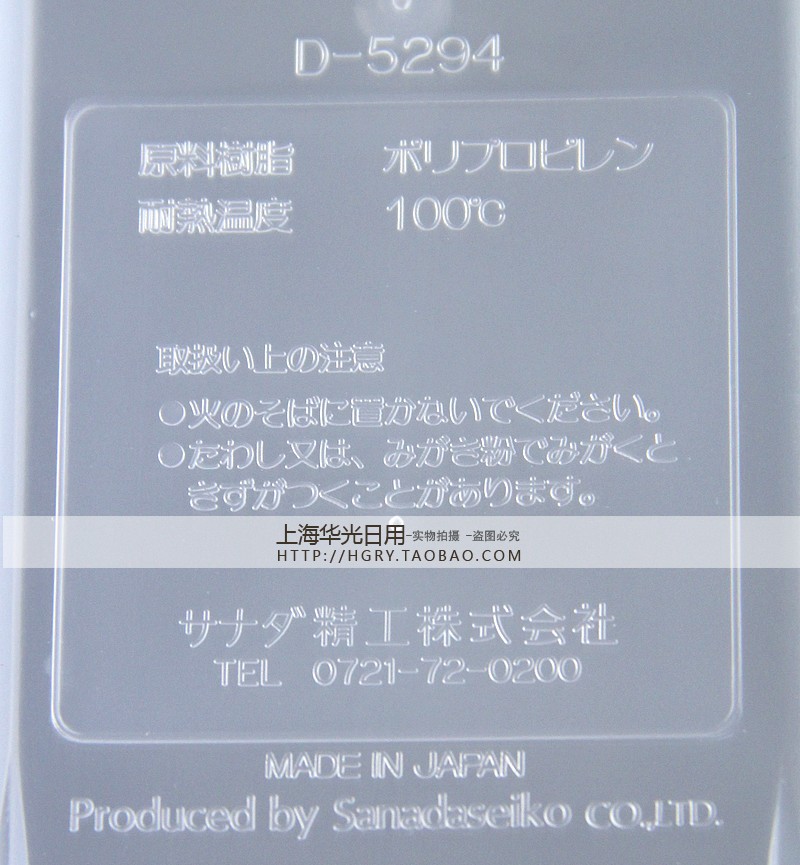 D-5294
原料樹脂 ポリプロピレン
耐熱温度 100℃
取扱い上の注意
○火のそばに置かないでください。
○たわし又は、みがき粉でみがくと
きずがつくことがあります。
上海华光日用-实物拍摄 -盗图必究
HTTP://HGRY.TAOBAO.COM
サナダ精工株式会社
TEL 0721-72-0200
MADE IN JAPAN
Produced by Sanadaseiko CO.,LTD.